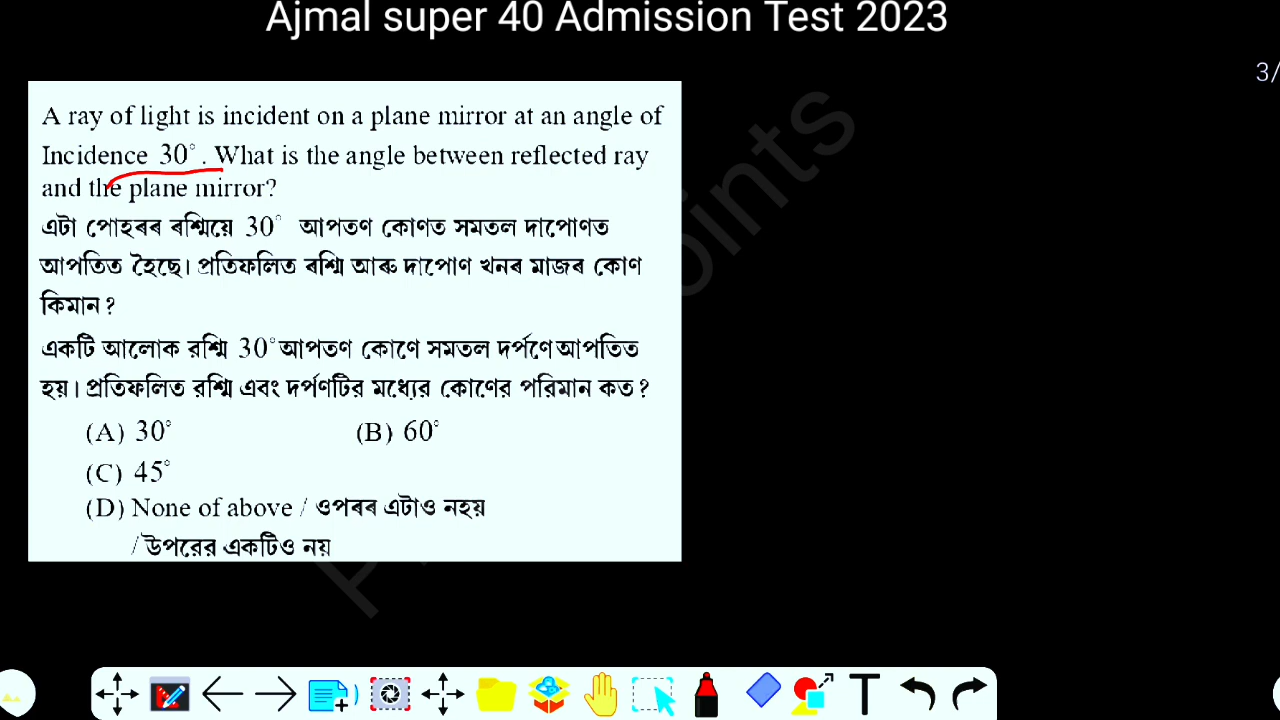 Ajmal super 40 Admission Test 2023
3/
A ray of light is incident on a plane mirror at an angle of
Incidence 30°. What is the angle between reflected ray
and the plane mirror?
এটা পোহৰৰ ৰশ্মিয়ে 30° আপতণ কোণত সমতল দাপোণত
আপতিত হৈছে। প্ৰতিফলিত ৰশ্মি আৰু দাপোণ খনৰ মাজৰ কোণ
কিমান?
একটি আলোক রশ্মি 30° আপতণ কোণে সমতল দর্পণে আপতিত
হয়। প্রতিফলিত রশ্মি এবং দর্পণটির মধ্যের কোণের পরিমান কত?
(A) 30° (B) 60°
(C) 45°
(D) None of above / ওপৰৰ এটাও নহয়
/ উপরের একটিও নয়
T